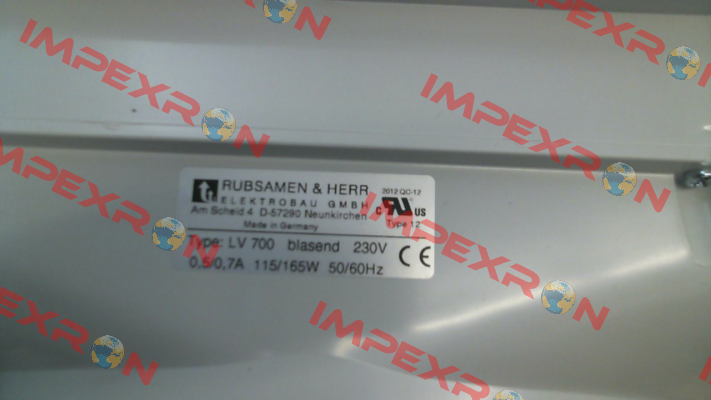 IMPEXRON
IMPEXRON
IMPEXRON
IMPEXRON
RUBSAMEN & HERR
ELEKTROBAU GMBH
Am Scheid 4 D-57290 Neunkirchen
Made in Germany
2012 QC-12
C UR US
Type 12
Type: LV 700 blasend 230V
0,5/0,7A 115/165W 50/60Hz
CE
IMPEXRON
IMPEXRON
IMPEXRON